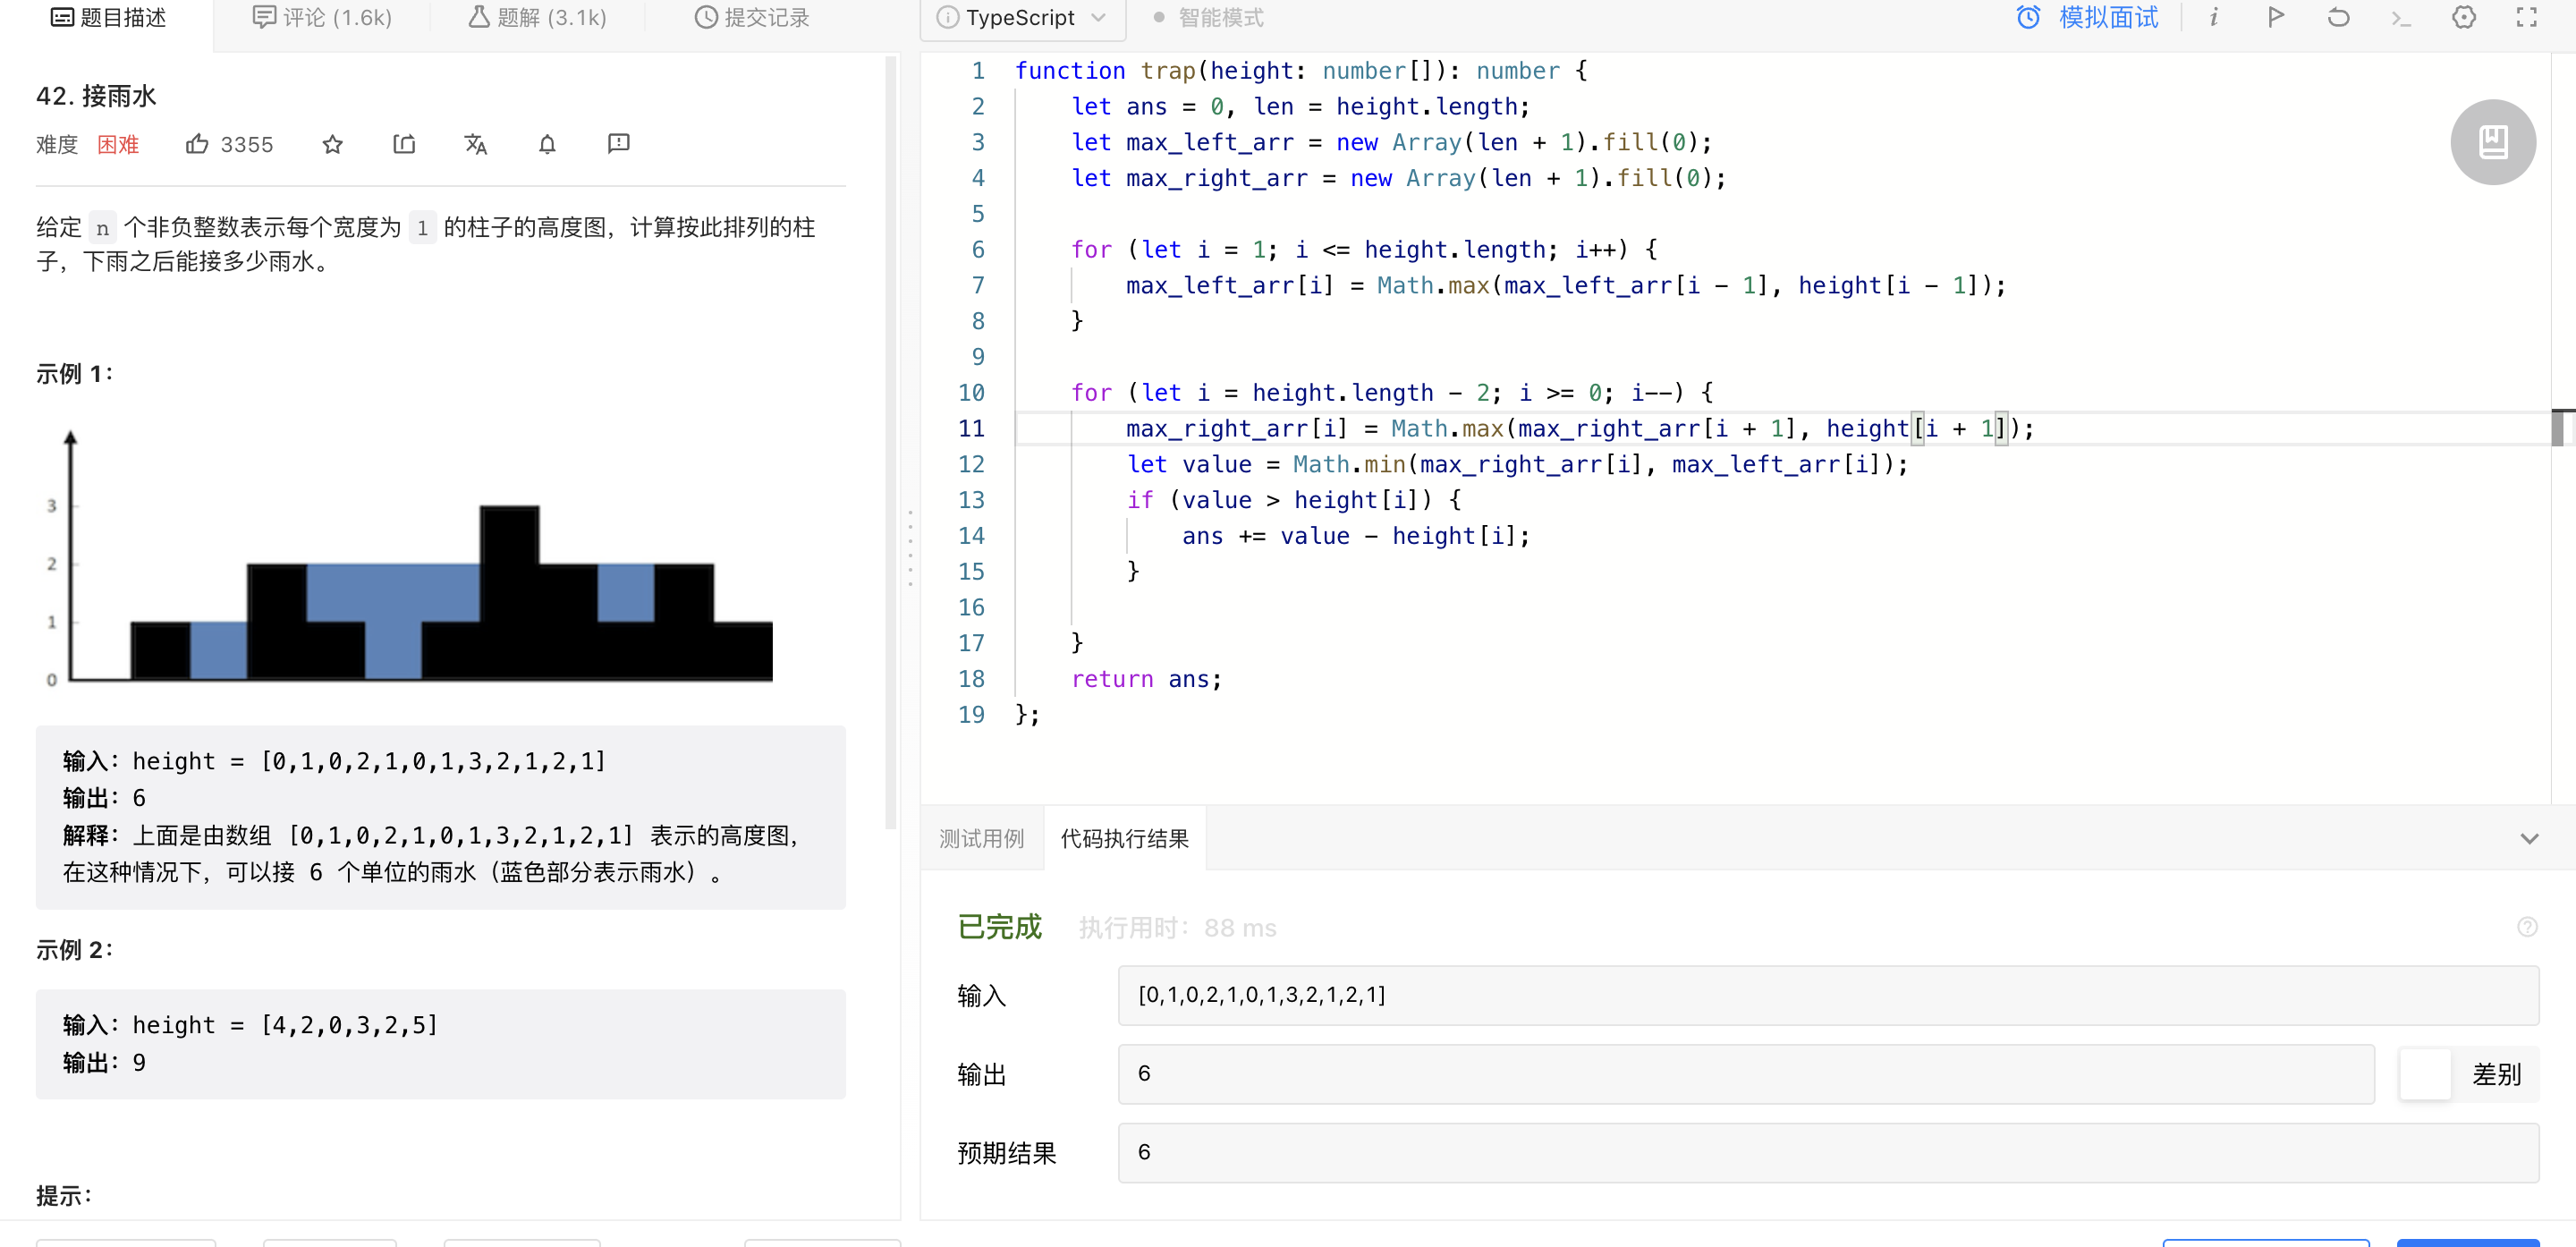 题目描述
评论 (1.6k)
题解 (3.1k)
提交记录
42. 接雨水
难度 困难 3355
给定 n 个非负整数表示每个宽度为 1 的柱子的高度图，计算按此排列的柱
子，下雨之后能接多少雨水。
示例 1：
3
2
1
0
输入：height = [0,1,0,2,1,0,1,3,2,1,2,1]
输出：6
解释：上面是由数组 [0,1,0,2,1,0,1,3,2,1,2,1] 表示的高度图，
在这种情况下，可以接 6 个单位的雨水（蓝色部分表示雨水）。
示例 2：
输入：height = [4,2,0,3,2,5]
输出：9
提示：
TypeScript
智能模式
模拟面试
1 function trap(height: number[]): number {
2 let ans = 0, len = height.length;
3 let max_left_arr = new Array(len + 1).fill(0);
4 let max_right_arr = new Array(len + 1).fill(0);
5
6 for (let i = 1; i <= height.length; i++) {
7 max_left_arr[i] = Math.max(max_left_arr[i - 1], height[i - 1]);
8 }
9
10 for (let i = height.length - 2; i >= 0; i--) {
11 max_right_arr[i] = Math.max(max_right_arr[i + 1], height[i + 1]);
12 let value = Math.min(max_right_arr[i], max_left_arr[i]);
13 if (value > height[i]) {
14 ans += value - height[i];
15 }
16
17 }
18 return ans;
19 };
测试用例
代码执行结果
已完成 执行用时：88 ms
输入
[0,1,0,2,1,0,1,3,2,1,2,1]
输出
6
差别
预期结果
6